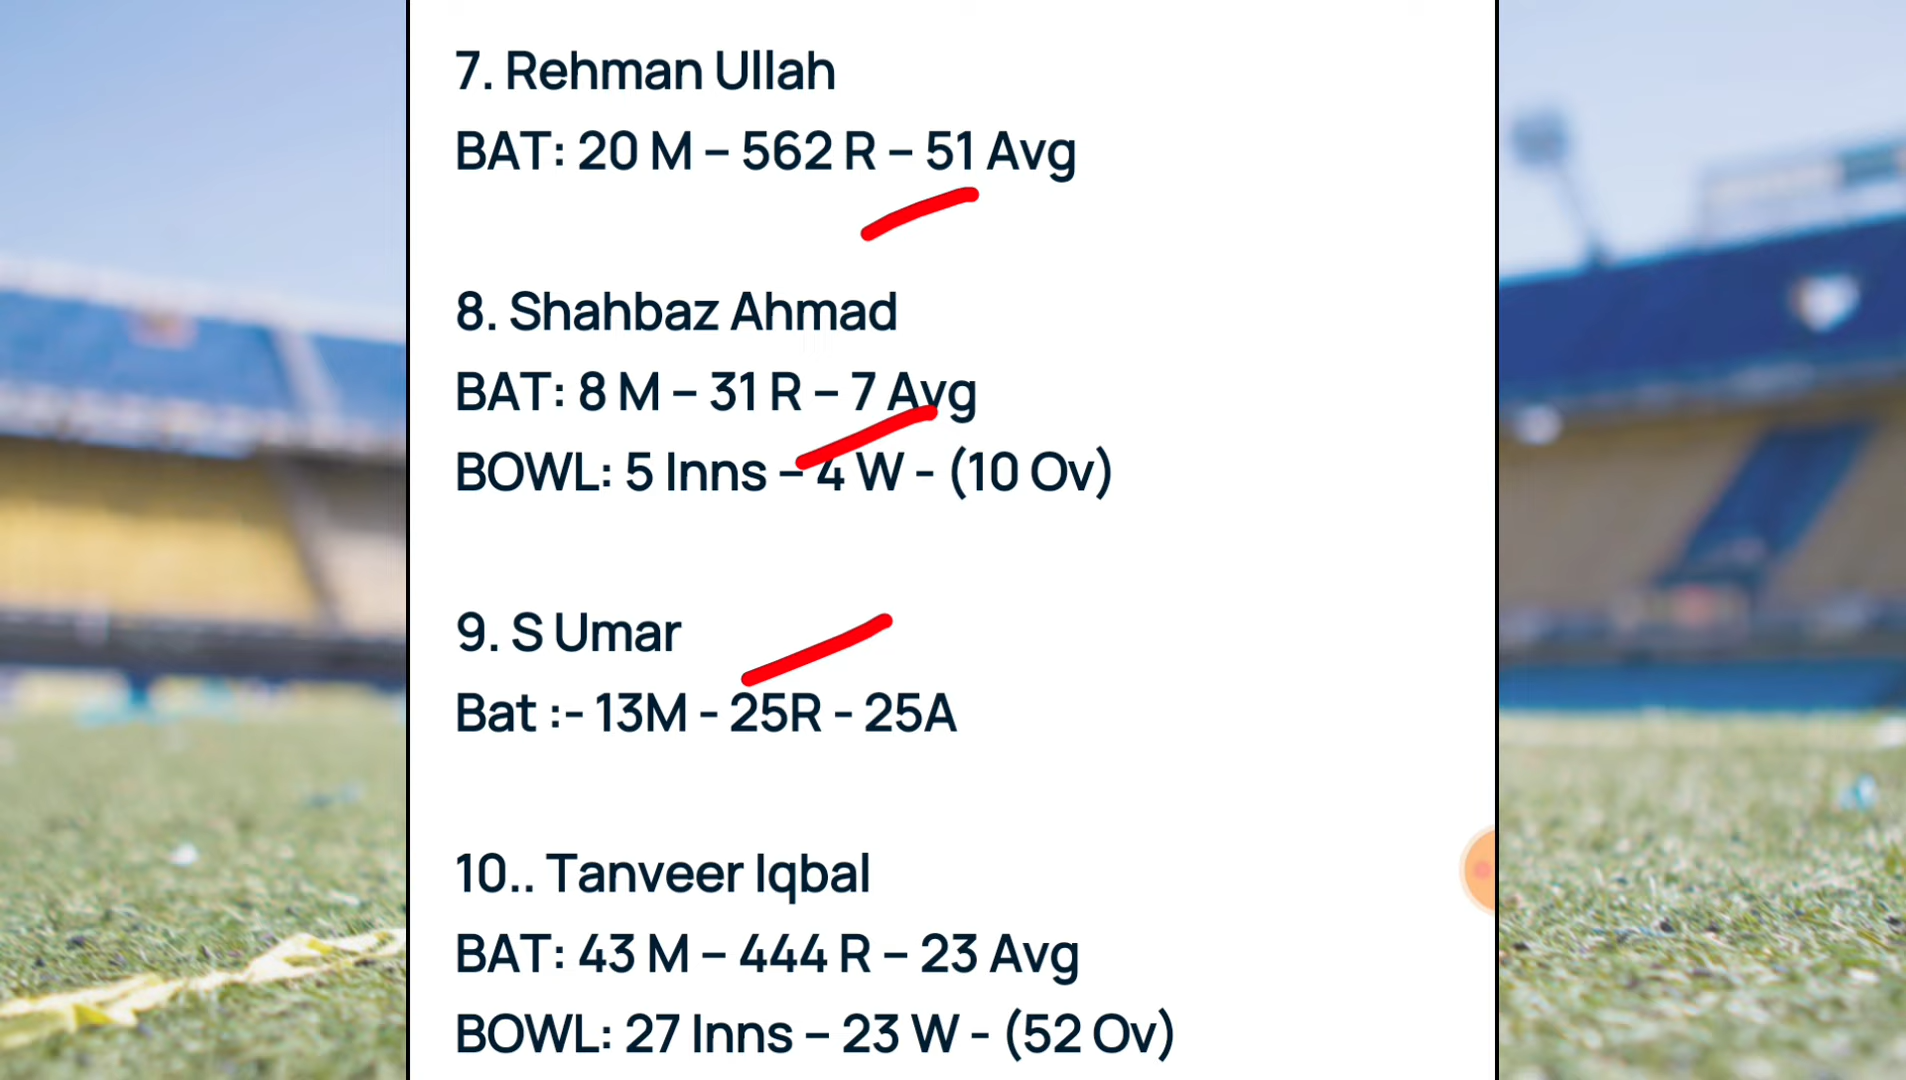 7. Rehman Ullah
BAT: 20 M – 562 R – 51 Avg
8. Shahbaz Ahmad
BAT: 8 M – 31 R – 7 Avg
BOWL: 5 Inns – 4 W - (10 Ov)
9. S Umar
Bat :- 13M - 25R - 25A
10.. Tanveer Iqbal
BAT: 43 M – 444 R – 23 Avg
BOWL: 27 Inns – 23 W - (52 Ov)